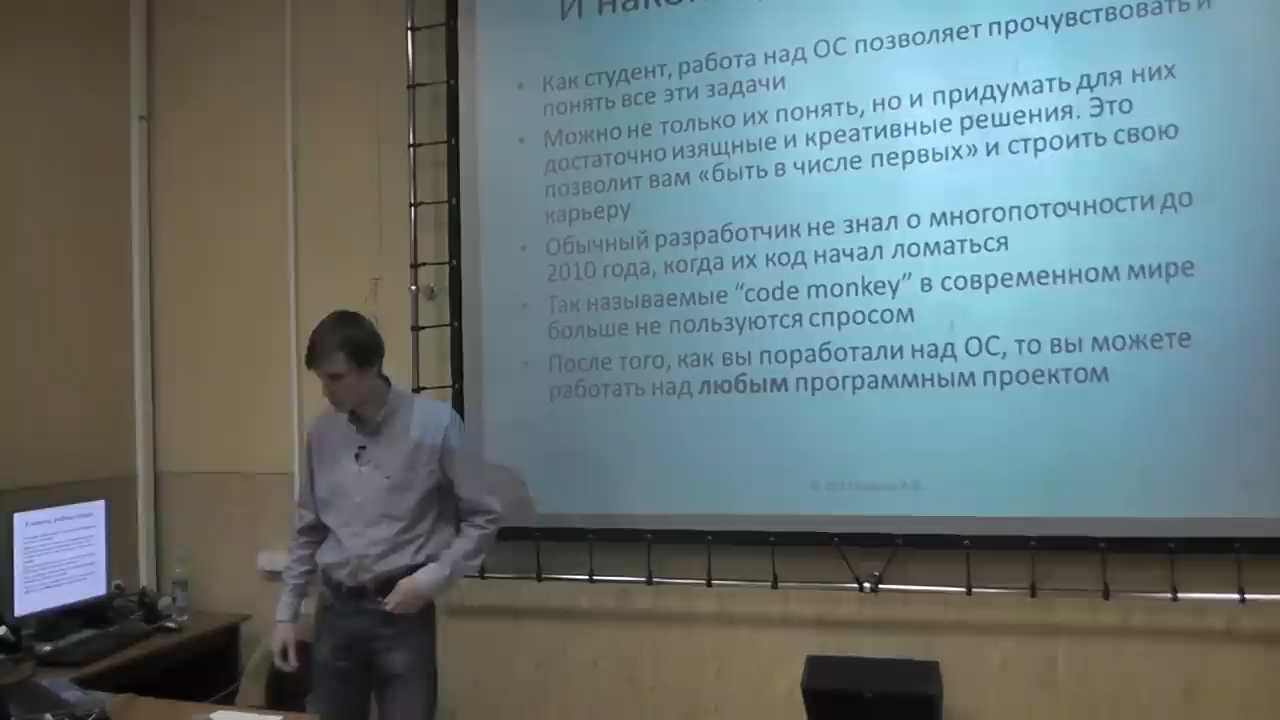 И
Как студент, работа над ОС позволяет прочувствовать и
понять все эти задачи
Можно не только их понять, но и придумать для них
достаточно изящные и креативные решения. Это
позволит вам «быть в числе первых» и строить свою
карьеру
Обычный разработчик не знал о многопоточности до
2010 года, когда их код начал ломаться
Так называемые “code monkey” в современном мире
больше не пользуются спросом
После того, как вы поработали над ОС, то вы можете
работать над любым программным проектом